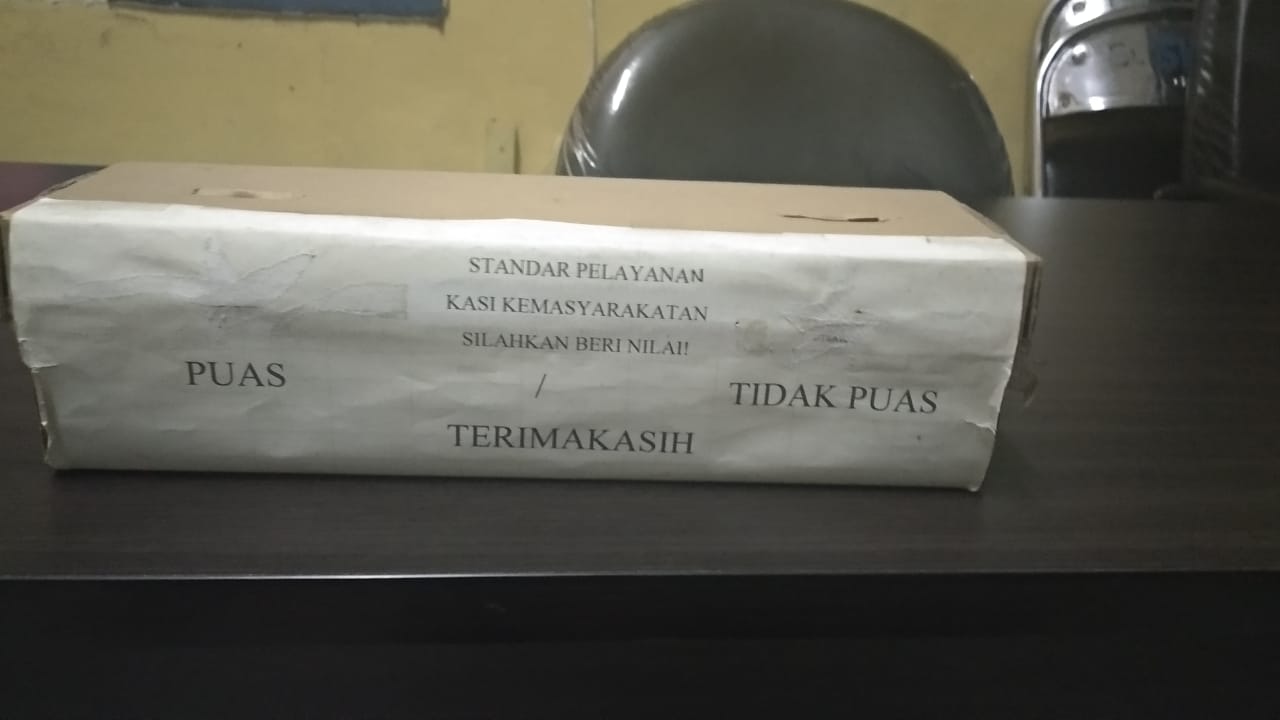 STANDAR PELAYANAN
KASI KEMASYARAKATAN
SILAHKAN BERI NILAI!
PUAS / TIDAK PUAS
TERIMAKASIH